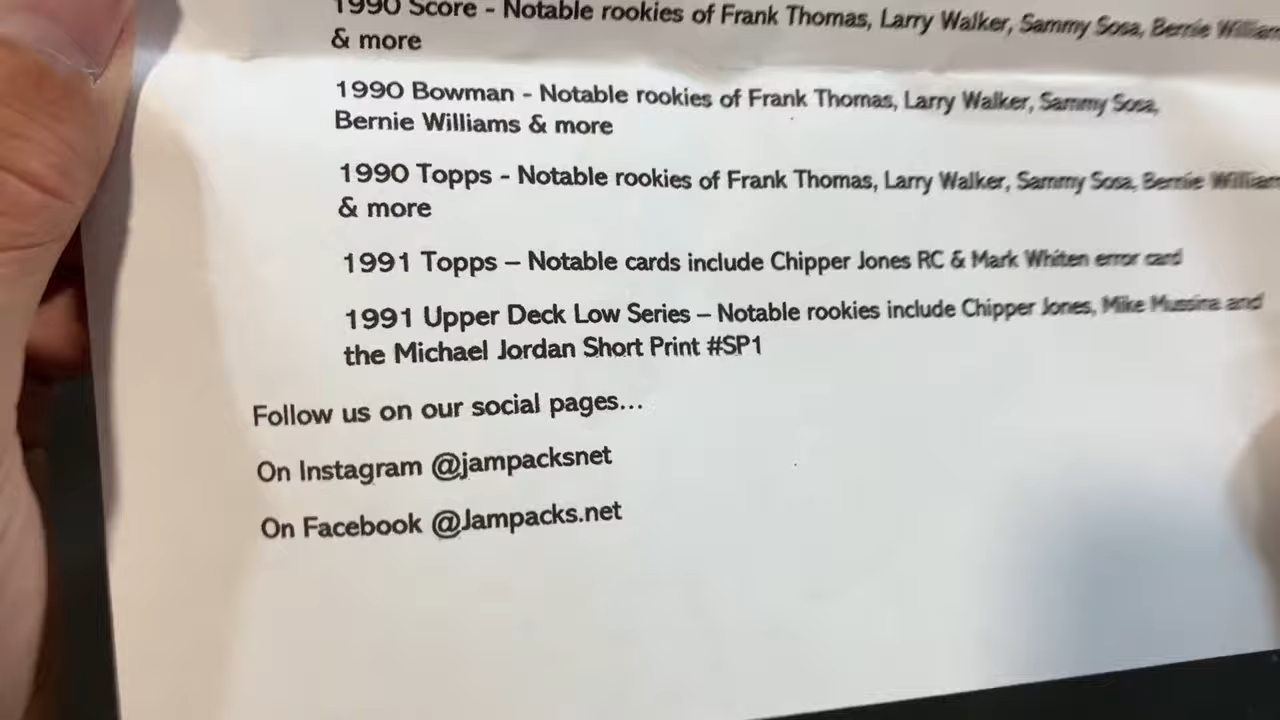 1990 Score - Notable rookies of Frank Thomas, Larry Walker, Sammy Sosa, Bernie
& more
1990 Bowman - Notable rookies of Frank Thomas, Larry Walker, Sammy Sosa,
Bernie Williams & more
1990 Topps - Notable rookies of Frank Thomas, Larry Walker, Sammy Sosa, Bernie
& more
1991 Topps – Notable cards include Chipper Jones RC & Mark Whiten error card
1991 Upper Deck Low Series – Notable rookies include Chipper Jones, Mike Mussina and
the Michael Jordan Short Print #SP1
Follow us on our social pages...
On Instagram @jampacksnet
On Facebook @Jampacks.net